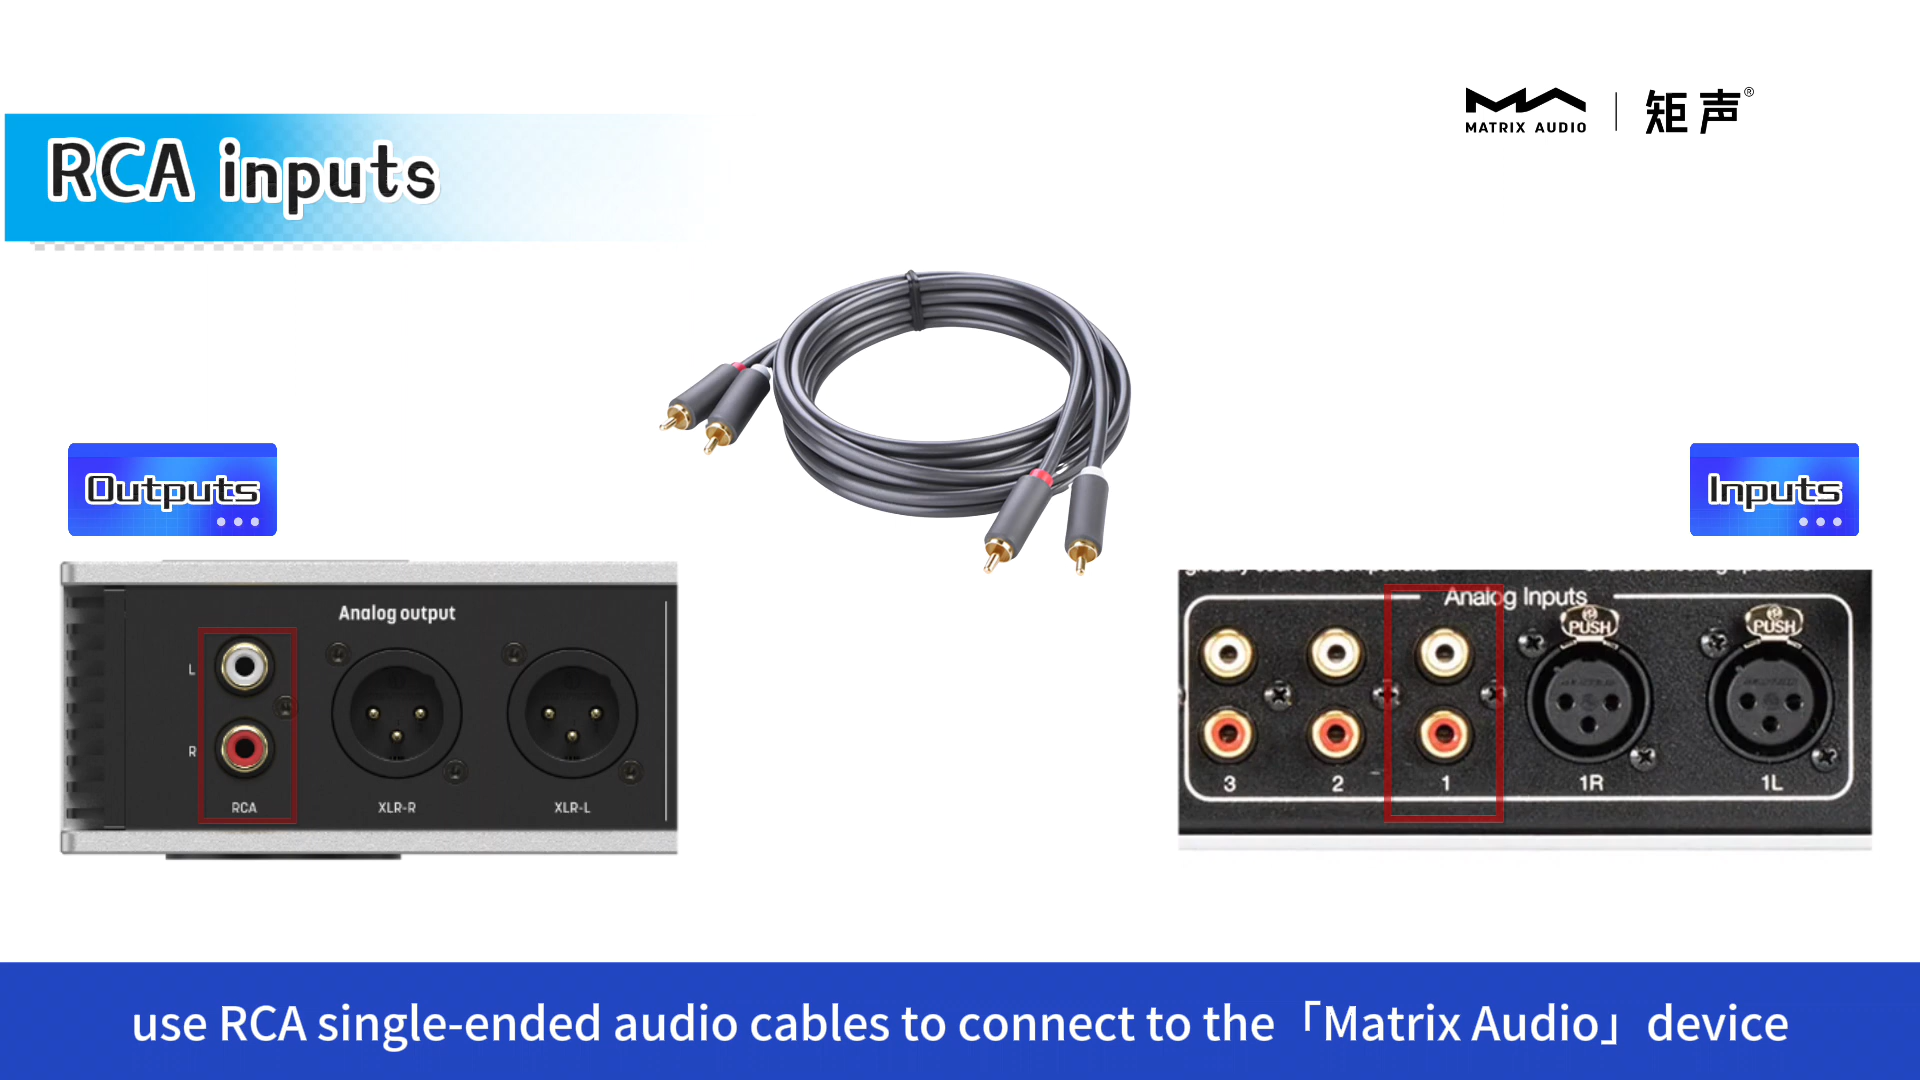 MATRIX AUDIO
矩声®
RCA inputs
Outputs
Inputs
Analog output
L
R
RCA
XLR-R
XLR-L
Analog Inputs
PUSH
PUSH
3
2
1
1R
1L
use RCA single-ended audio cables to connect to the「Matrix Audio」device